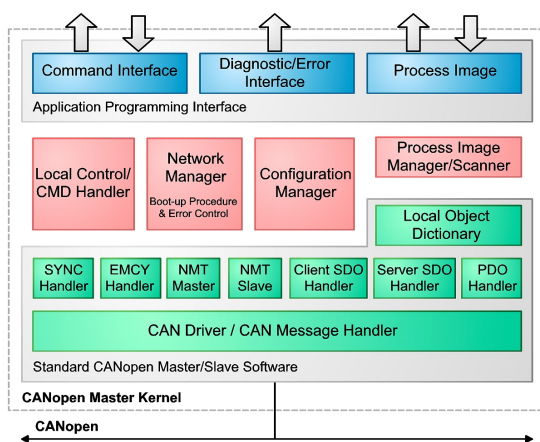 Command Interface
Diagnostic/Error
Interface
Process Image
Application Programming Interface
Local Control/
CMD Handler
Network
Manager
Boot-up Procedure
& Error Control
Configuration
Manager
Process Image
Manager/Scanner
Local Object
Dictionary
SYNC
Handler
EMCY
Handler
NMT
Master
NMT
Slave
Client SDO
Handler
Server SDO
Handler
PDO
Handler
CAN Driver / CAN Message Handler
Standard CANopen Master/Slave Software
CANopen Master Kernel
CANopen